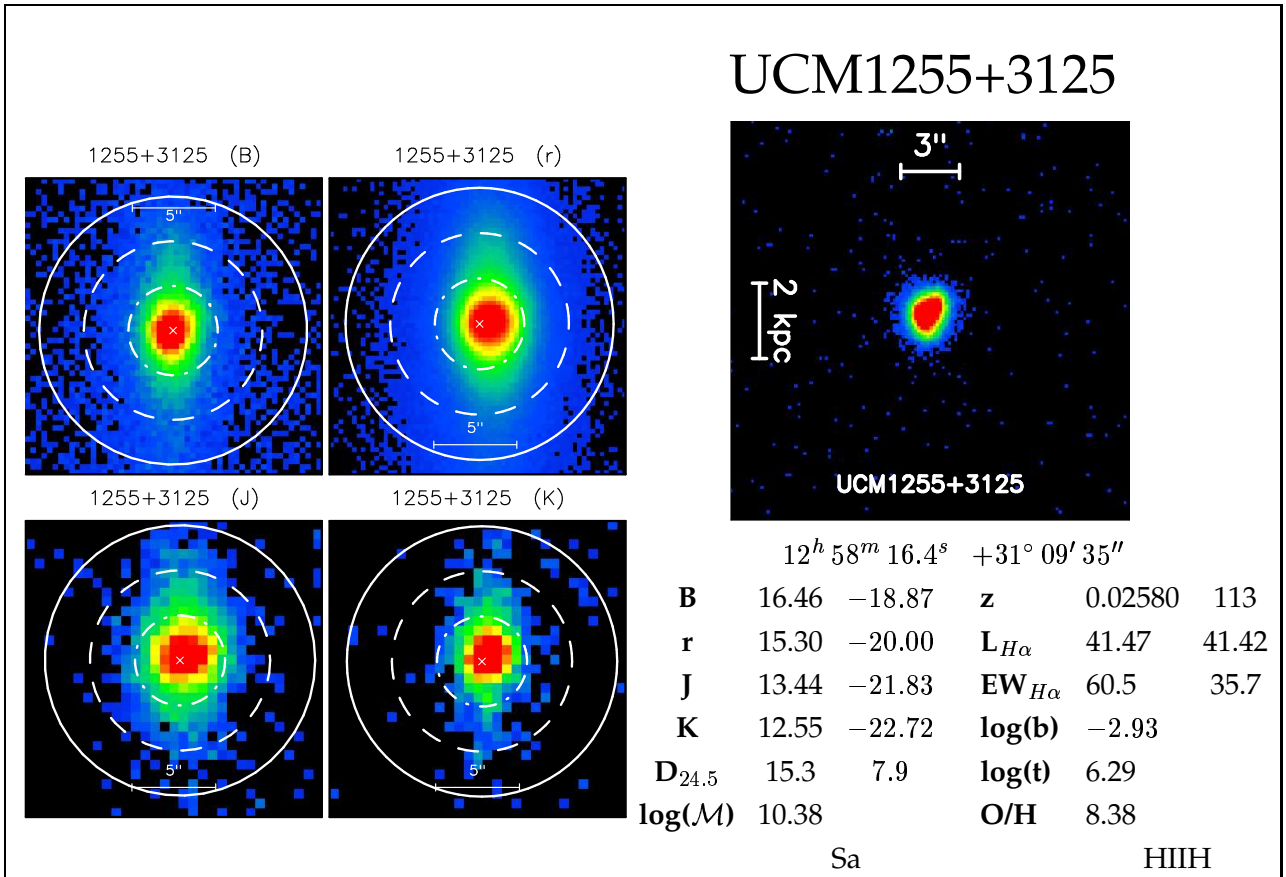 UCM1255+3125
1255+3125 (B)
5"
1255+3125 (r)
5"
1255+3125 (J)
5"
1255+3125 (K)
5"
3"
2 kpc
UCM1255+3125
12h 58m 16.4s +31° 09′ 35″
B 16.46 −18.87 z 0.02580 113
r 15.30 −20.00 LHα 41.47 41.42
J 13.44 −21.83 EWHα 60.5 35.7
K 12.55 −22.72 log(b) −2.93
D24.5 15.3 7.9 log(t) 6.29
log(M) 10.38 O/H 8.38
Sa HIIH